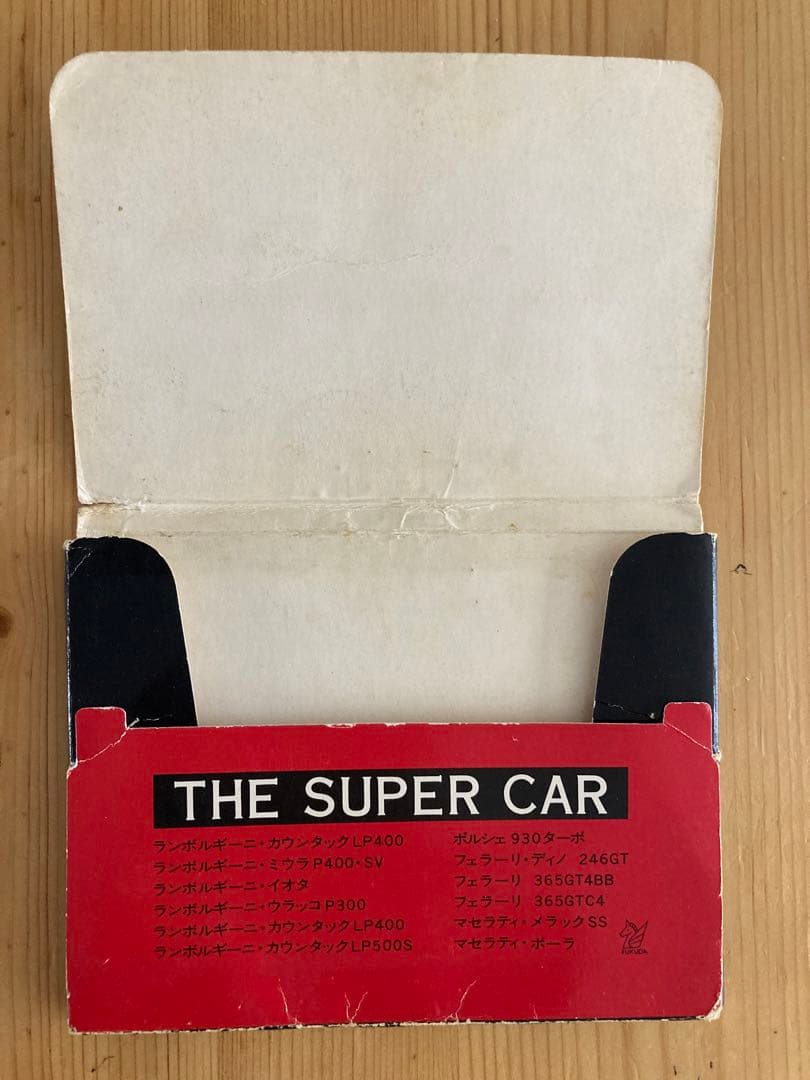 THE SUPER CAR
ランボルギーニ・カウンタックLP400
ランボルギーニ・ミウラP400・SV
ランボルギーニ・イオタ
ランボルギーニ・ウラッコP300
ランボルギーニ・カウンタックLP400
ランボルギーニ・カウンタックLP500S
ポルシェ930ターボ
フェラーリ・ディノ 246GT
フェラーリ 365GT4BB
フェラーリ 365GTC4
マセラティ・メラックSS
マセラティ・ボーラ
FUKUDA